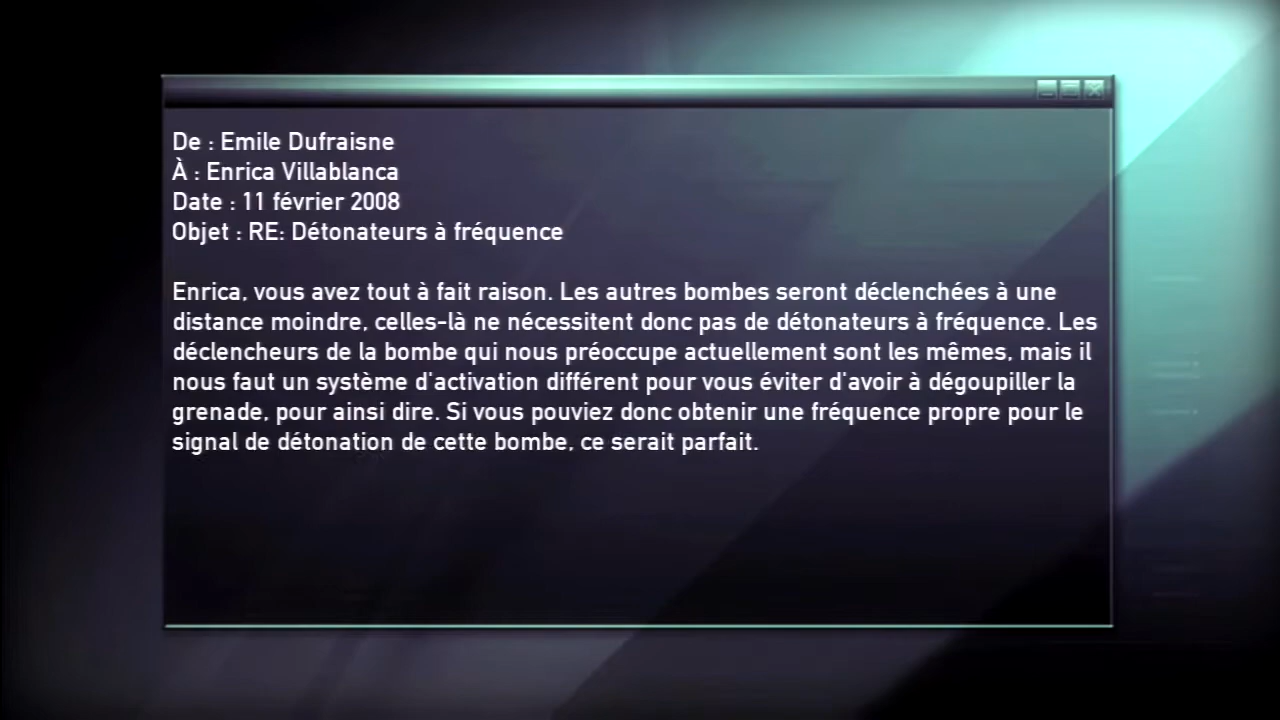 De : Emile Dufraisne
À : Enrica Villablanca
Date : 11 février 2008
Objet : RE: Détonateurs à fréquence
Enrica, vous avez tout à fait raison. Les autres bombes seront déclenchées à une
distance moindre, celles-là ne nécessitent donc pas de détonateurs à fréquence. Les
déclencheurs de la bombe qui nous préoccupe actuellement sont les mêmes, mais il
nous faut un système d'activation différent pour vous éviter d'avoir à dégoupiller la
grenade, pour ainsi dire. Si vous pouviez donc obtenir une fréquence propre pour le
signal de détonation de cette bombe, ce serait parfait.